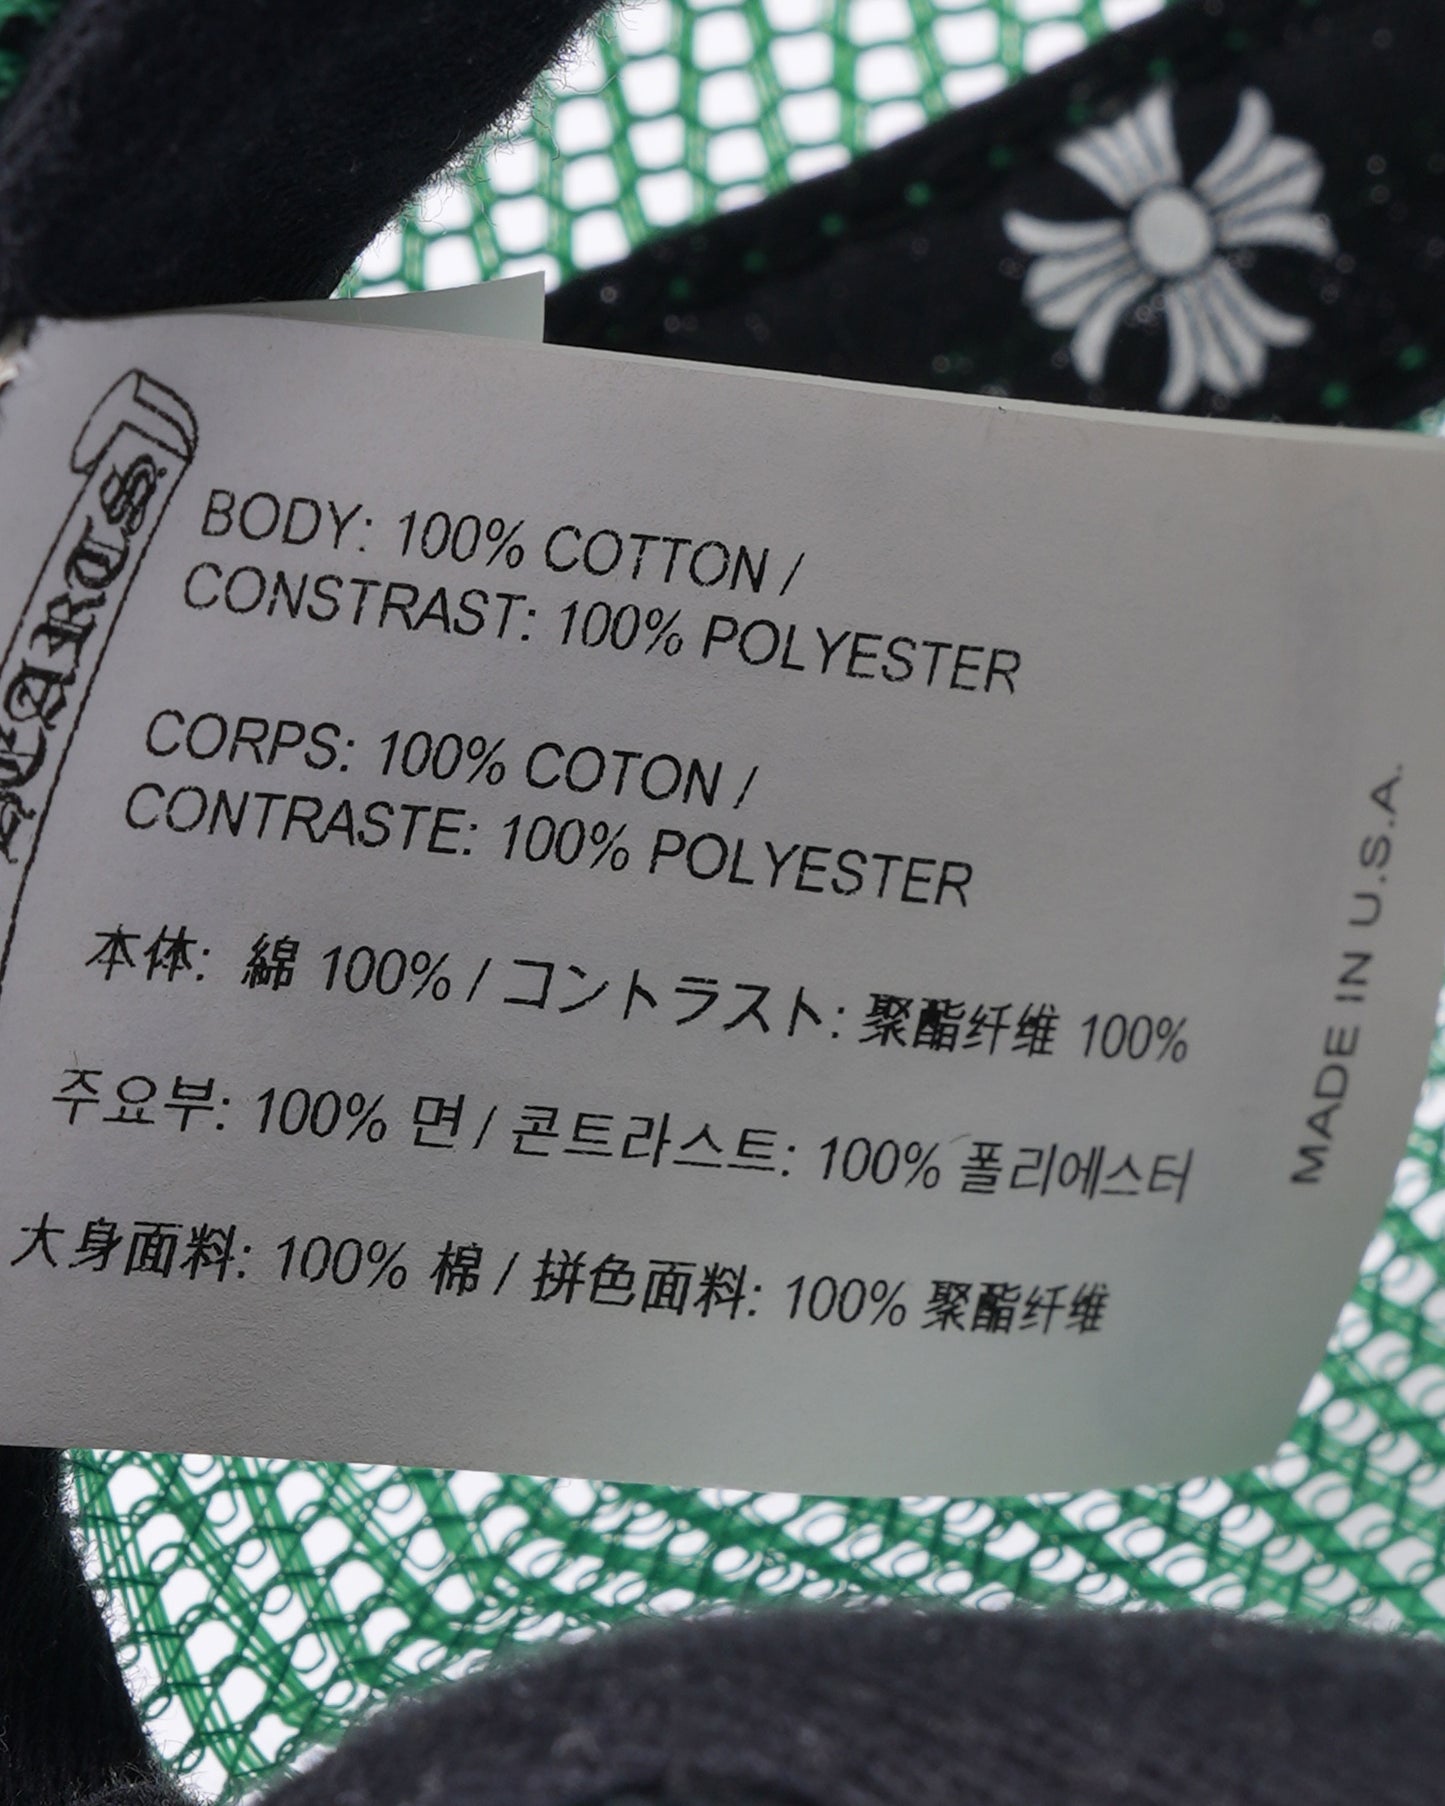 BODY: 100% COTTON /
CONSTRAST: 100% POLYESTER
CORPS: 100% COTON /
CONTRASTE: 100% POLYESTER
本体: 綿 100% / コントラスト: 聚酯纤维 100%
주요부: 100% 면 / 콘트라스트: 100% 폴리에스터
大身面料: 100% 棉 / 拼色面料: 100% 聚酯纤维
MADE IN U.S.A.